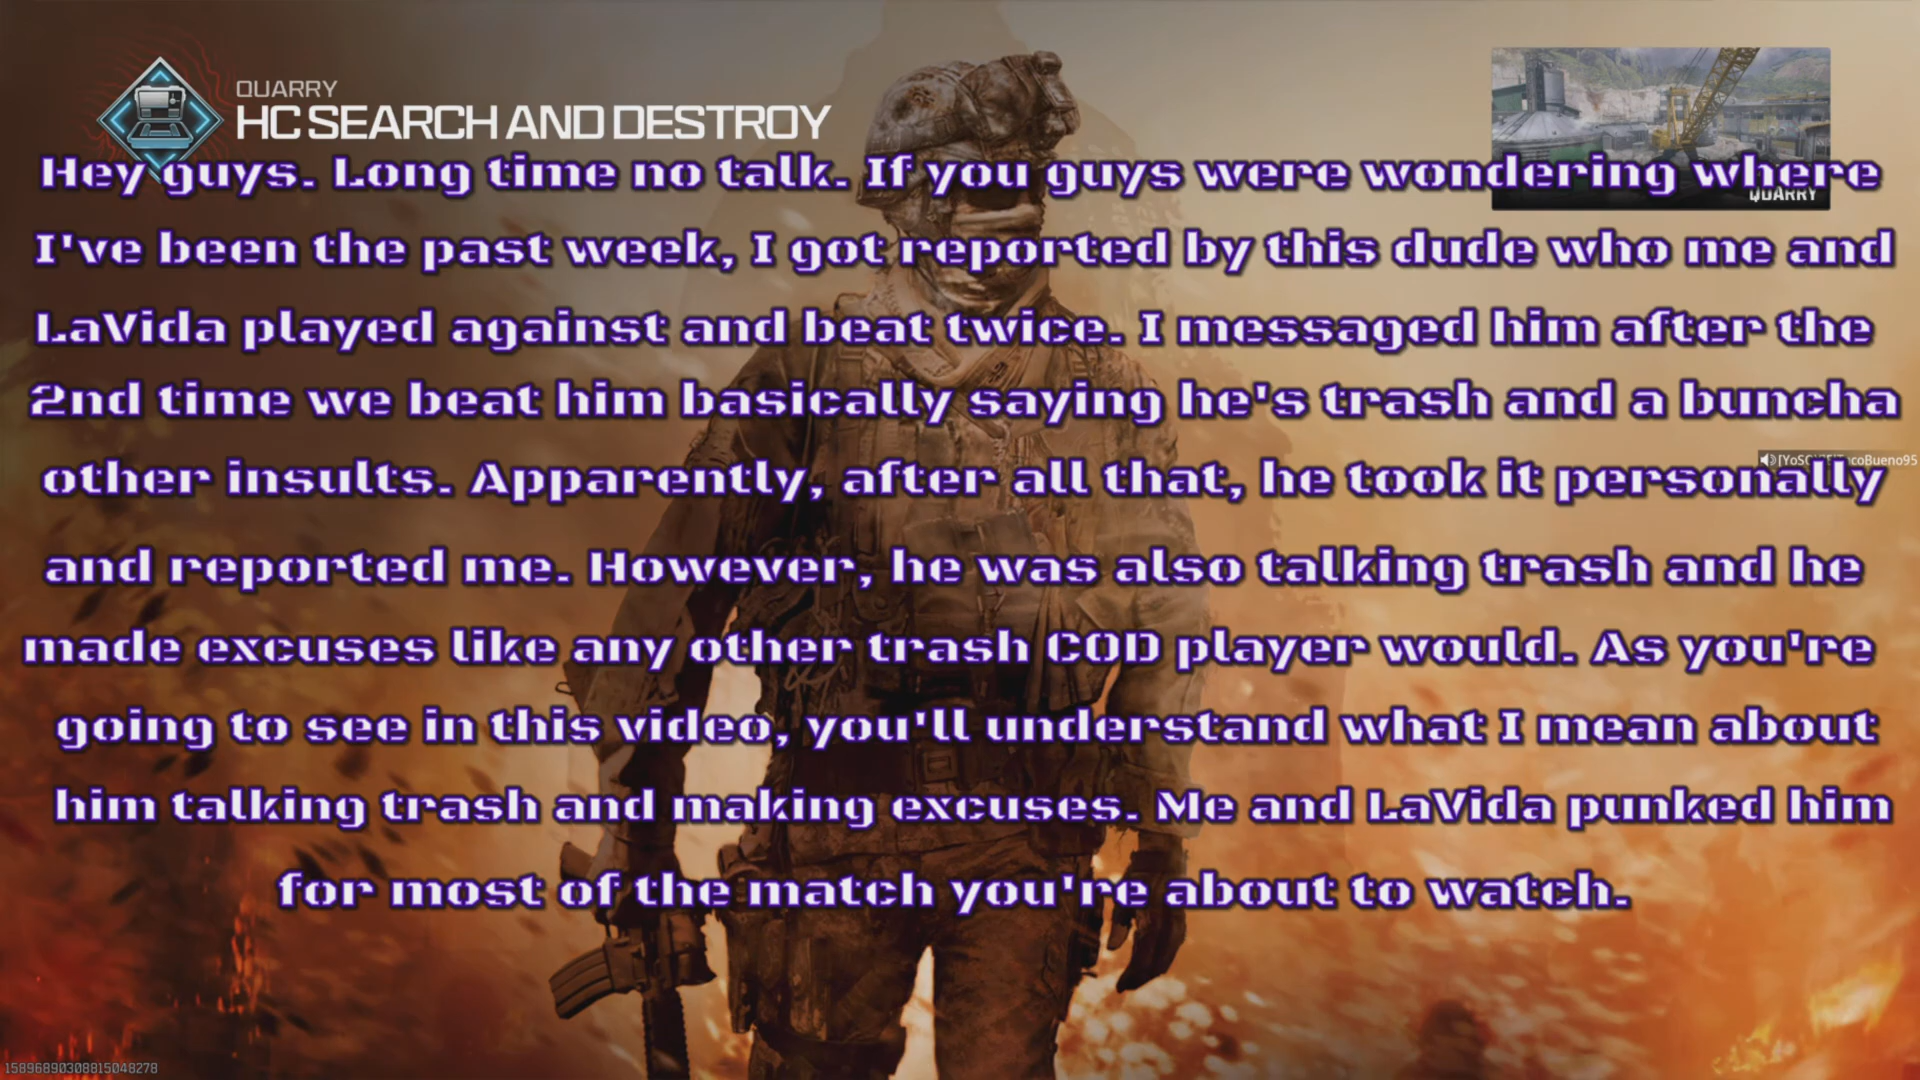 QUARRY
HC SEARCH AND DESTROY
QUARRY
Hey guys. Long time no talk. If you guys were wondering where
I've been the past week, I got reported by this dude who me and
LaVida played against and beat twice. I messaged him after the
2nd time we beat him basically saying he's trash and a buncha
other insults. Apparently, after all that, he took it personally
and reported me. However, he was also talking trash and he
made excuses like any other trash COD player would. As you're
going to see in this video, you'll understand what I mean about
him talking trash and making excuses. Me and LaVida punked him
for most of the match you're about to watch.
15896890308815048278